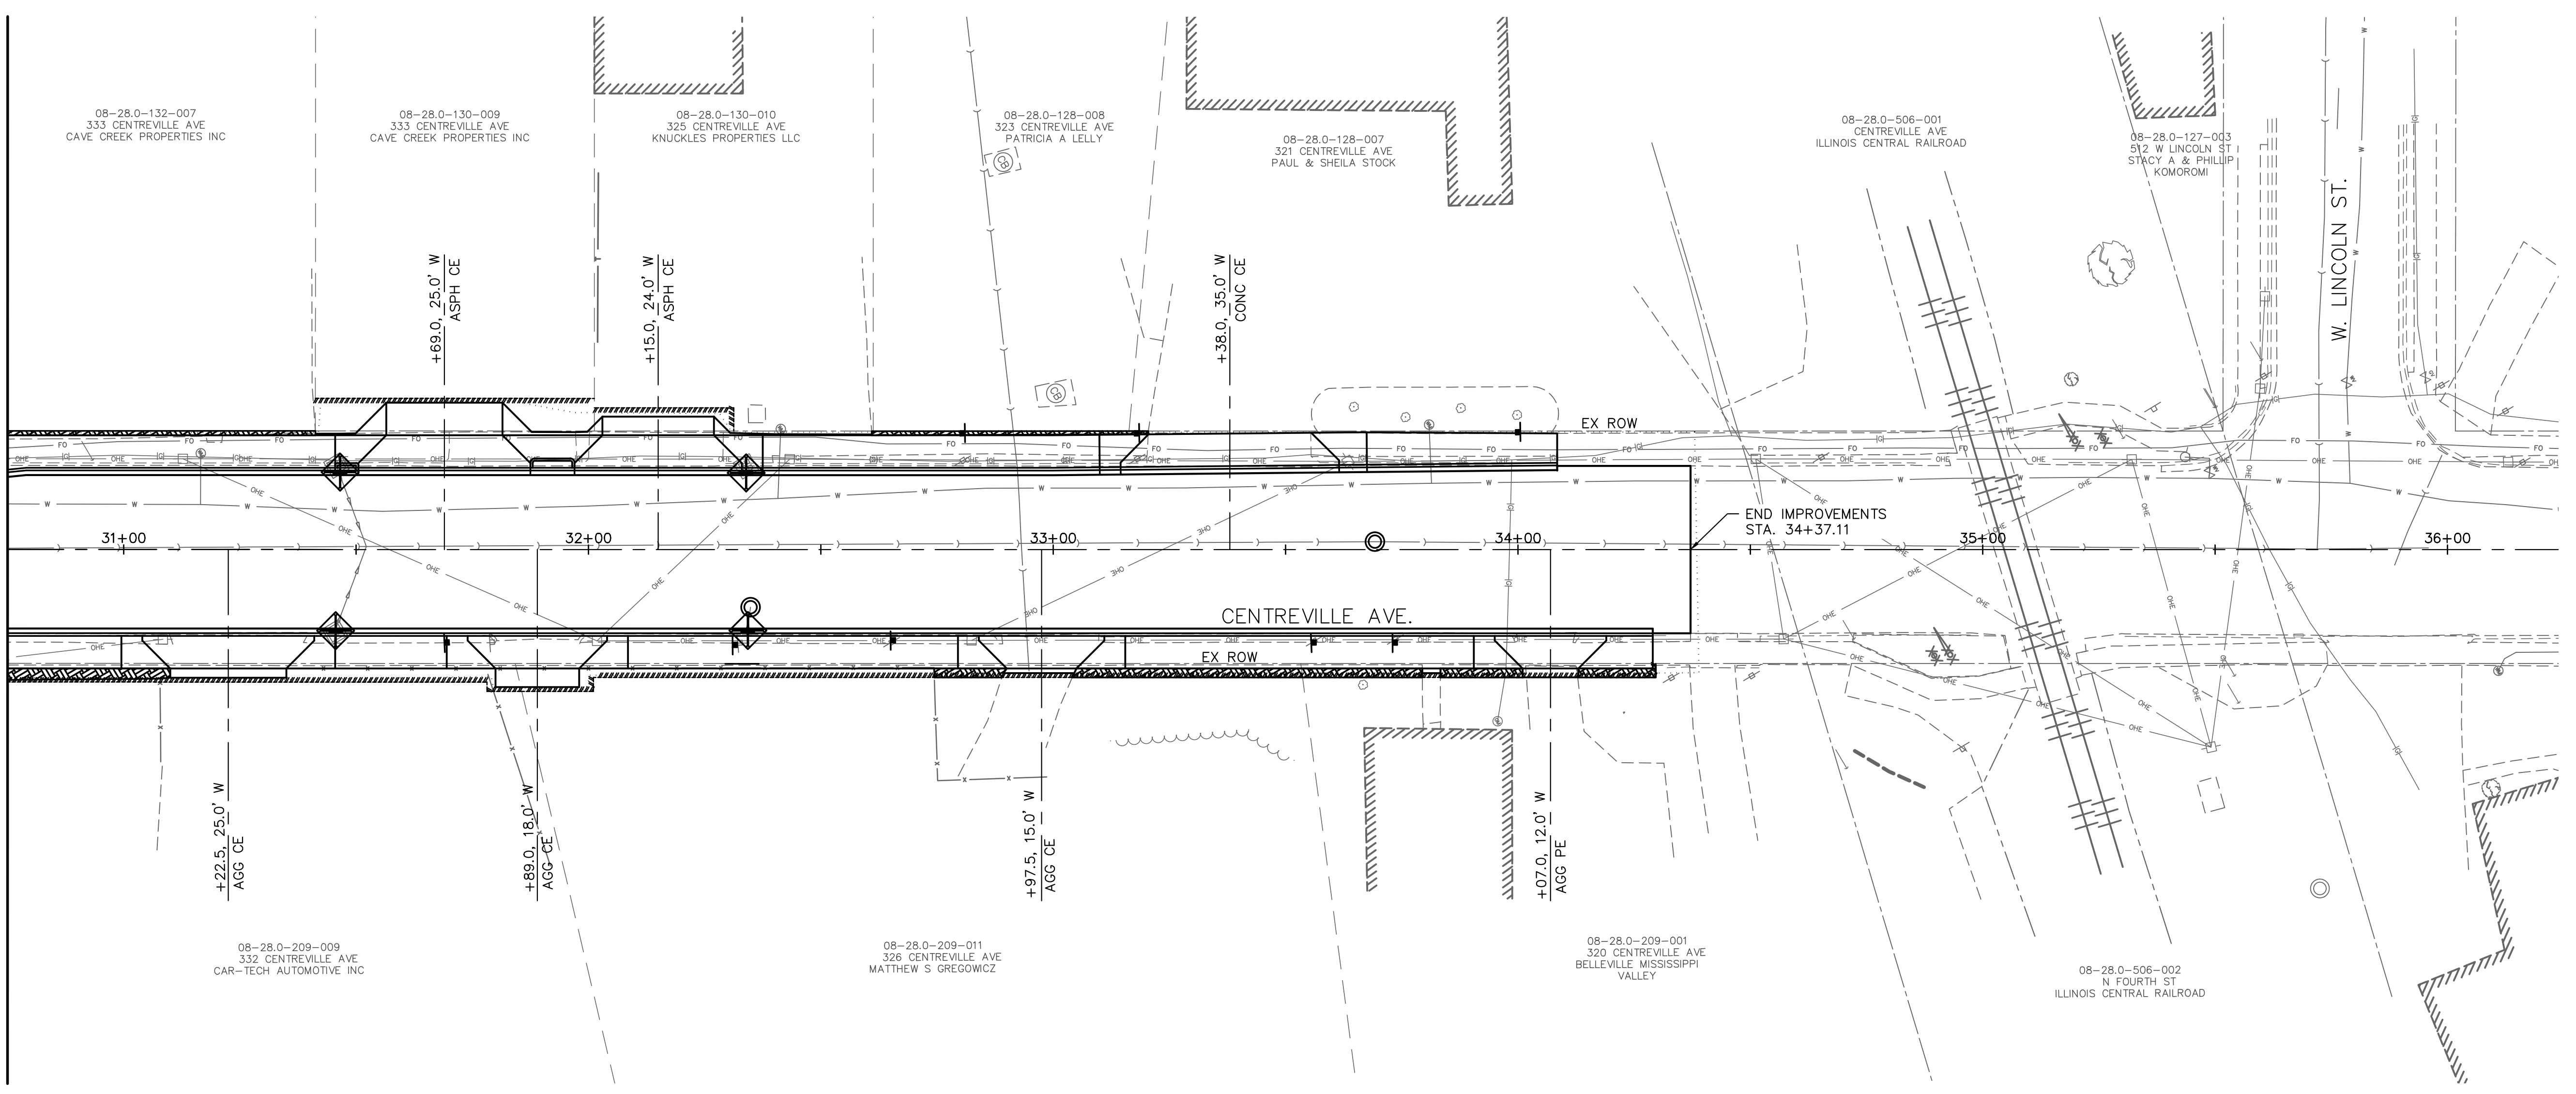 08-28.0-132-007
333 CENTREVILLE AVE
CAVE CREEK PROPERTIES INC
08-28.0-130-009
333 CENTREVILLE AVE
CAVE CREEK PROPERTIES INC
08-28.0-130-010
325 CENTREVILLE AVE
KNUCKLES PROPERTIES LLC
08-28.0-128-008
323 CENTREVILLE AVE
PATRICIA A LELLY
08-28.0-128-007
321 CENTREVILLE AVE
PAUL & SHEILA STOCK
08-28.0-506-001
CENTREVILLE AVE
ILLINOIS CENTRAL RAILROAD
08-28.0-127-003
512 W LINCOLN ST
STACY A & PHILLIP
KOMOROMI
W. LINCOLN ST.
CB
CB
+69.0, 25.0' W
ASPH CE
+15.0, 24.0' W
ASPH CE
+38.0, 35.0' W
CONC CE
EX ROW
END IMPROVEMENTS
STA. 34+37.11
31+00
32+00
33+00
34+00
35+00
36+00
CENTREVILLE AVE.
EX ROW
+22.5, 25.0' W
AGG CE
+89.0, 18.0' W
AGG CE
+97.5, 15.0' W
AGG CE
+07.0, 12.0' W
AGG PE
08-28.0-209-009
332 CENTREVILLE AVE
CAR-TECH AUTOMOTIVE INC
08-28.0-209-011
326 CENTREVILLE AVE
MATTHEW S GREGOWICZ
08-28.0-209-001
320 CENTREVILLE AVE
BELLEVILLE MISSISSIPPI
VALLEY
08-28.0-506-002
N FOURTH ST
ILLINOIS CENTRAL RAILROAD